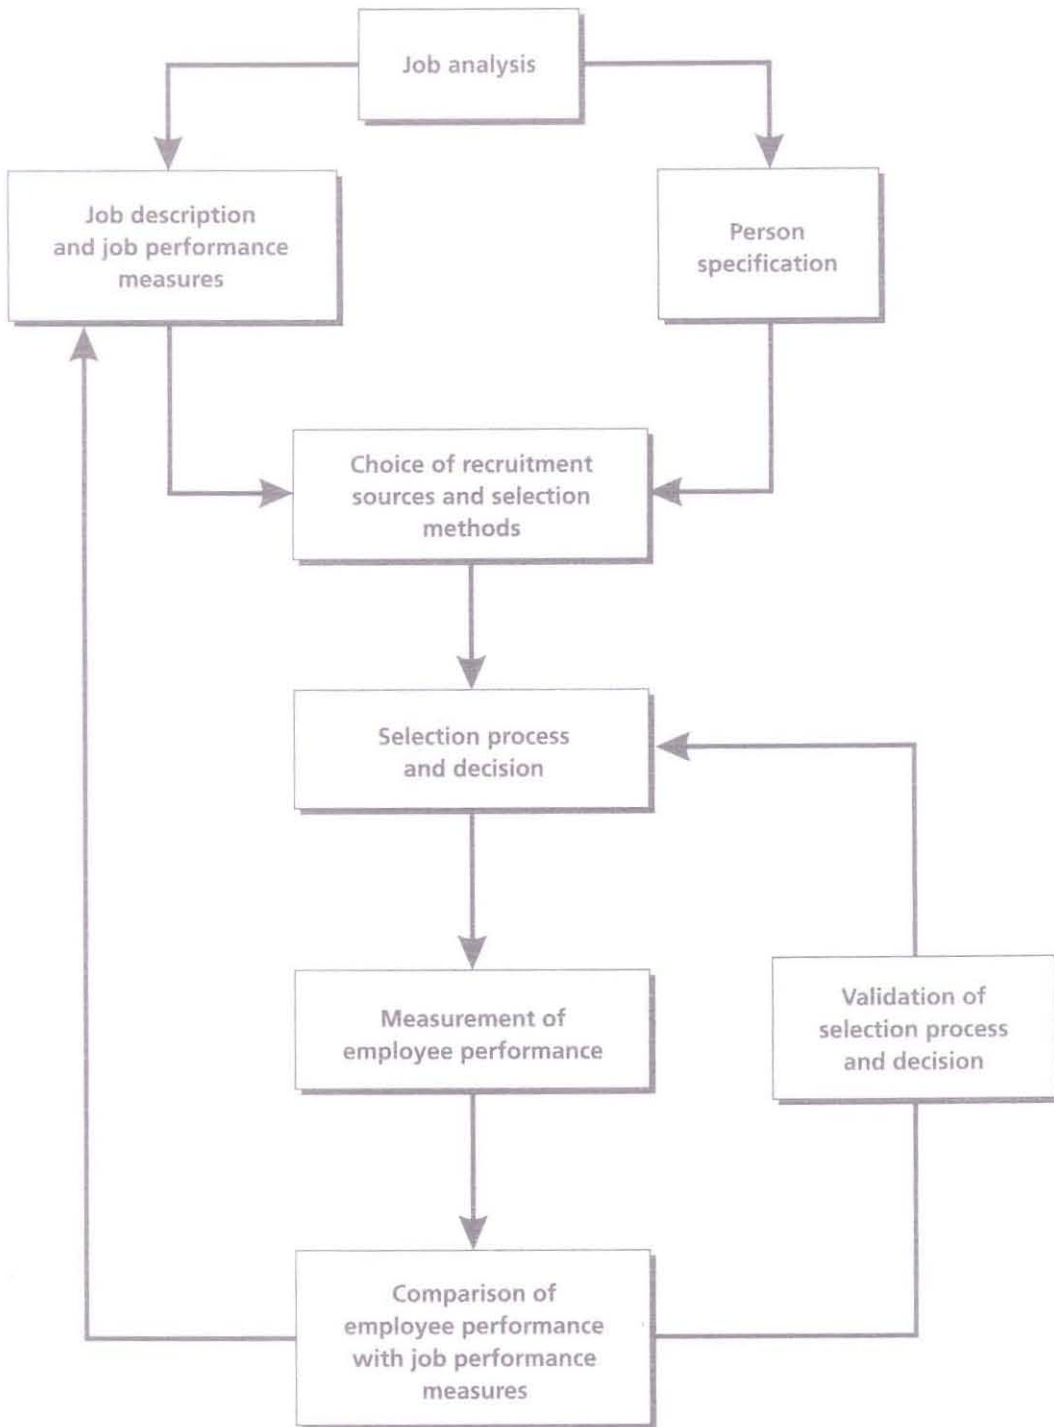 Job analysis
Job description
and job performance
measures
Person
specification
Choice of recruitment
sources and selection
methods
Selection process
and decision
Measurement of
employee performance
Validation of
selection process
and decision
Comparison of
employee performance
with job performance
measures